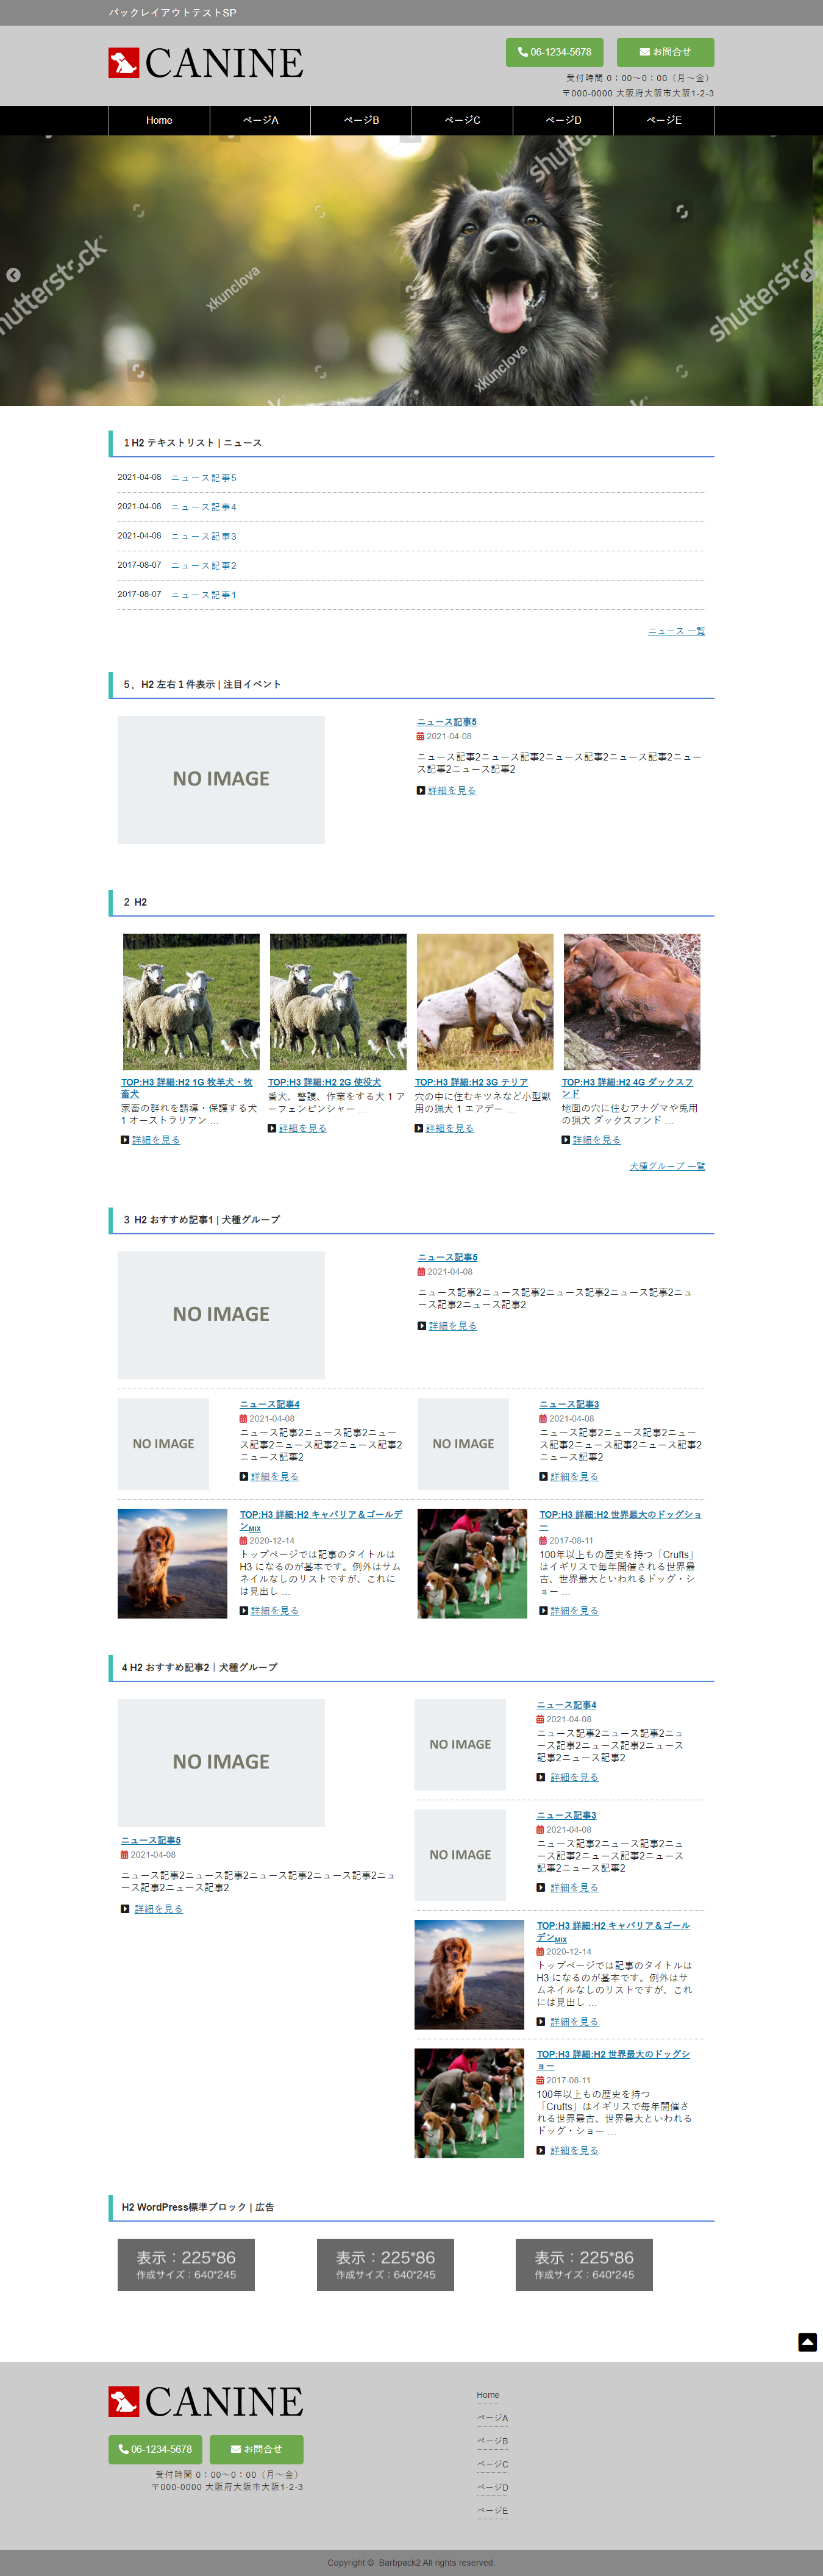 パックレイアウトテストSP
CANINE
06-1234-5678
お問合せ
受付時間 0：00～0：00（月～金）
〒000-0000 大阪府大阪市大阪1-2-3
Home
ページA
ページB
ページC
ページD
ページE
shutterstock
xkunclova
shutterstock
xkunclova
shutterstock
1 H2 テキストリスト | ニュース
2021-04-08 ニュース記事5
2021-04-08 ニュース記事4
2021-04-08 ニュース記事3
2017-08-07 ニュース記事2
2017-08-07 ニュース記事1
ニュース 一覧
5．H2 左右１件表示 | 注目イベント
NO IMAGE
ニュース記事5
2021-04-08
ニュース記事2ニュース記事2ニュース記事2ニュース記事2ニュー
ス記事2ニュース記事2
詳細を見る
2 H2
TOP:H3 詳細:H2 1G 牧羊犬・牧
畜犬
家畜の群れを誘導・保護する犬
1 オーストラリアン …
詳細を見る
TOP:H3 詳細:H2 2G 使役犬
番犬、警護、作業をする犬 1 ア
ーフェンピンシャー …
詳細を見る
TOP:H3 詳細:H2 3G テリア
穴の中に住むキツネなど小型獣
用の猟犬 1 エアデー …
詳細を見る
TOP:H3 詳細:H2 4G ダックスフ
ンド
地面の穴に住むアナグマや兎用
の猟犬 ダックスフンド …
詳細を見る
犬種グループ 一覧
3 H2 おすすめ記事1 | 犬種グループ
NO IMAGE
ニュース記事5
2021-04-08
ニュース記事2ニュース記事2ニュース記事2ニュース記事2ニュ
ース記事2ニュース記事2
詳細を見る
NO IMAGE
ニュース記事4
2021-04-08
ニュース記事2ニュース記事2ニュー
ス記事2ニュース記事2ニュース記事2
ニュース記事2
詳細を見る
NO IMAGE
ニュース記事3
2021-04-08
ニュース記事2ニュース記事2ニュー
ス記事2ニュース記事2ニュース記事2
ニュース記事2
詳細を見る
TOP:H3 詳細:H2 キャバリア＆ゴールデ
ンMIX
2020-12-14
トップページでは記事のタイトルは
H3 になるのが基本です。例外はサム
ネイルなしのリストですが、これに
は見出し …
詳細を見る
TOP:H3 詳細:H2 世界最大のドッグショ
ー
2017-08-11
100年以上もの歴史を持つ「Crufts」
はイギリスで毎年開催される世界最
古、世界最大といわれるドッグ・シ
ョー …
詳細を見る
4 H2 おすすめ記事2｜犬種グループ
NO IMAGE
ニュース記事5
2021-04-08
ニュース記事2ニュース記事2ニュース記事2ニュース記事2ニュ
ース記事2ニュース記事2
詳細を見る
NO IMAGE
ニュース記事4
2021-04-08
ニュース記事2ニュース記事2ニュ
ース記事2ニュース記事2ニュース
記事2ニュース記事2
詳細を見る
NO IMAGE
ニュース記事3
2021-04-08
ニュース記事2ニュース記事2ニュ
ース記事2ニュース記事2ニュース
記事2ニュース記事2
詳細を見る
TOP:H3 詳細:H2 キャバリア＆ゴール
デンMIX
2020-12-14
トップページでは記事のタイトルは
H3 になるのが基本です。例外はサ
ムネイルなしのリストですが、これ
には見出し …
詳細を見る
TOP:H3 詳細:H2 世界最大のドッグシ
ョー
2017-08-11
100年以上もの歴史を持つ
「Crufts」はイギリスで毎年開催さ
れる世界最古、世界最大といわれる
ドッグ・ショー …
詳細を見る
H2 WordPress標準ブロック | 広告
表示：225*86
作成サイズ：640*245
表示：225*86
作成サイズ：640*245
表示：225*86
作成サイズ：640*245
CANINE
06-1234-5678
お問合せ
受付時間 0：00～0：00（月～金）
〒000-0000 大阪府大阪市大阪1-2-3
Home
ページA
ページB
ページC
ページD
ページE
Copyright © Barbpack2 All rights reserved.